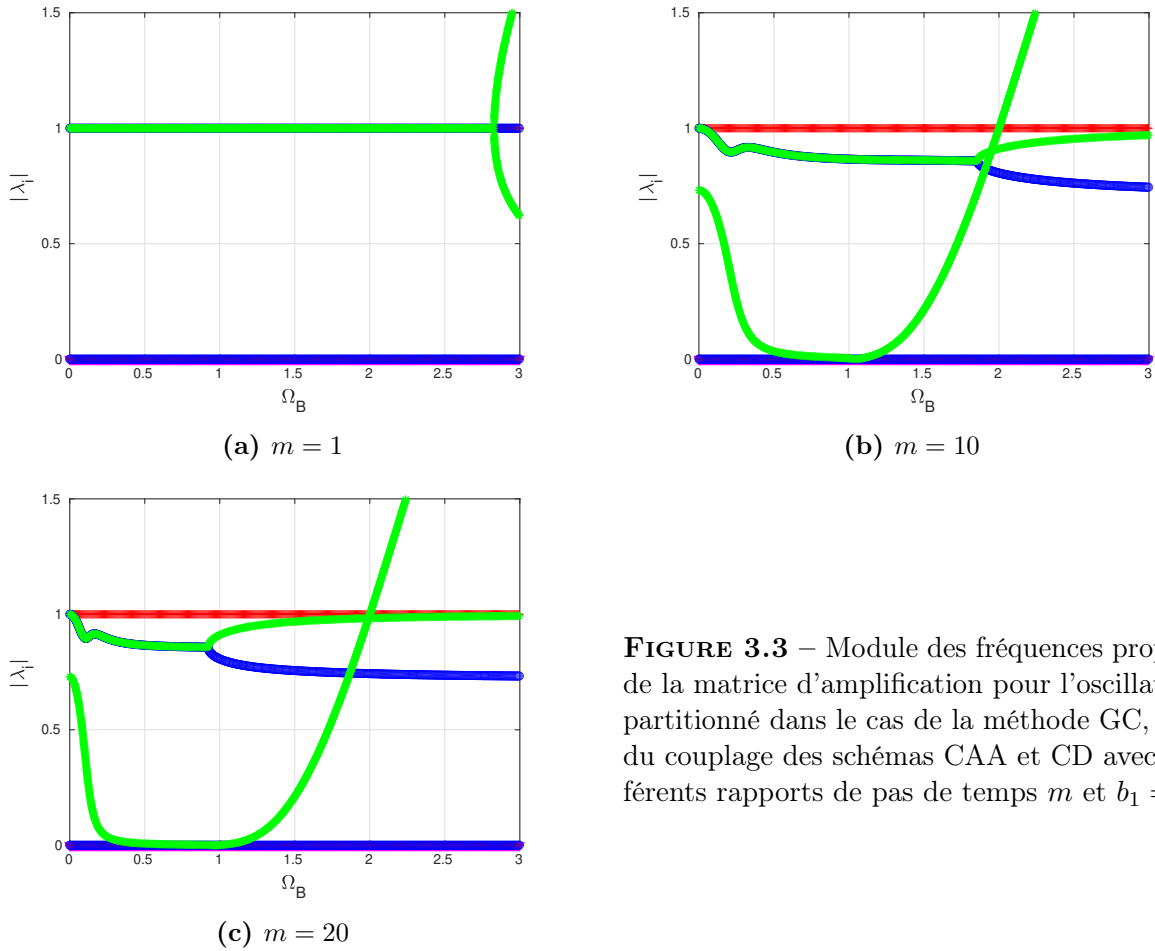 1.5
1
0.5
0
|λi|
0 0.5 1 1.5 2 2.5 3
ΩB
(a) m = 1
1.5
1
0.5
0
|λi|
0 0.5 1 1.5 2 2.5 3
ΩB
(b) m = 10
1.5
1
0.5
0
|λi|
0 0.5 1 1.5 2 2.5 3
ΩB
(c) m = 20
FIGURE 3.3 – Module des fréquences prop
de la matrice d'amplification pour l'oscillat
partitionné dans le cas de la méthode GC,
du couplage des schémas CAA et CD avec
férents rapports de pas de temps m et b1 =